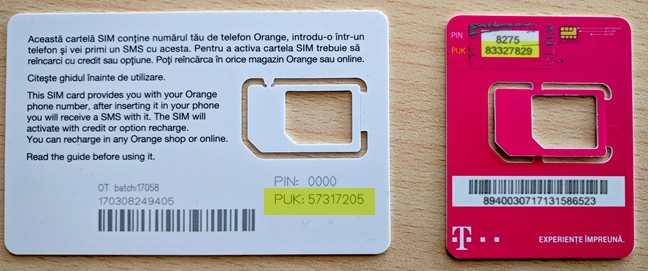 Această cartelă SIM conține numărul tău de telefon Orange, introdu-o într-un
telefon și vei primi un SMS cu acesta. Pentru a activa cartela SIM trebuie să
reîncarci cu credit sau opțiune. Poți reîncărca în orice magazin Orange sau online.
Citește ghidul înainte de utilizare.
This SIM card provides you with your Orange
phone number, after inserting it in your phone
you will receive a SMS with it. The SIM will
activate with credit or option recharge.
You can recharge in any Orange shop or online.
Read the guide before using it.
OT batch:17058
170308249405
PIN: 0000
PUK: 57317205
PIN 8275
PUK 83327829
8940030717131586523
T
EXPERIENȚE ÎMPREUNĂ.